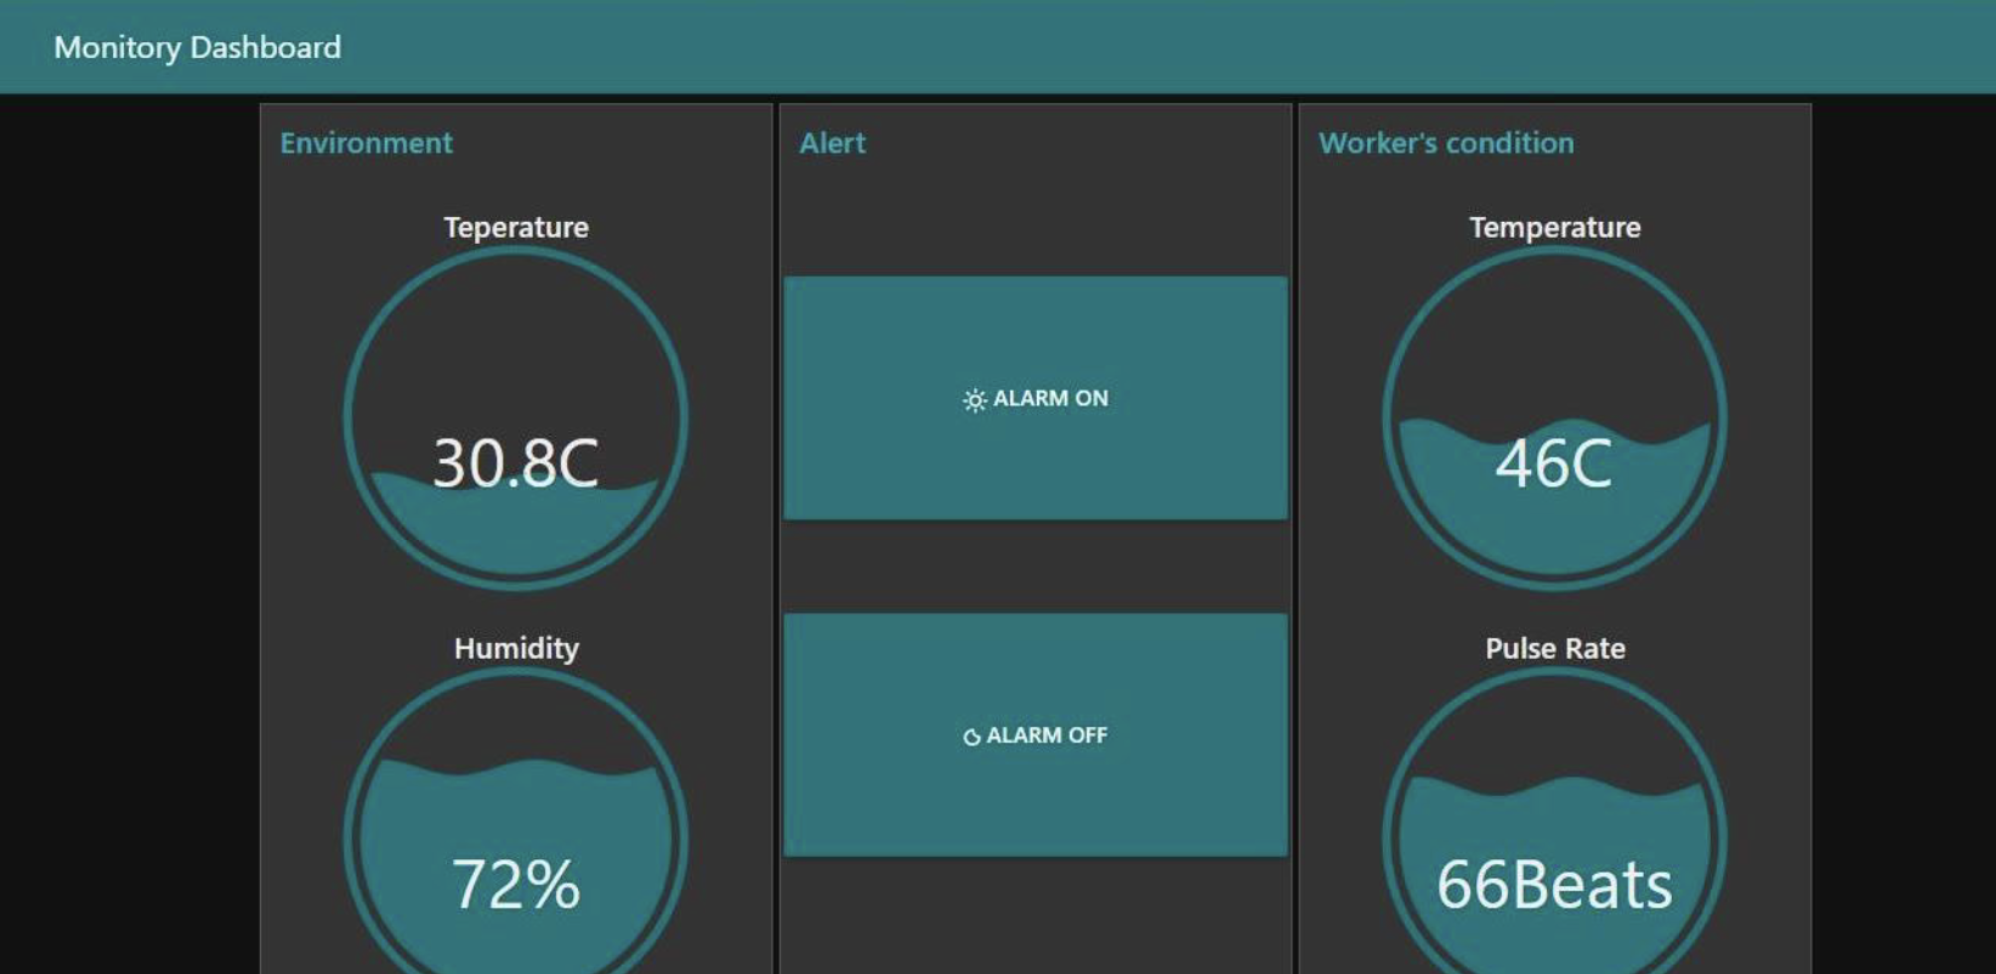 Monitory Dashboard
Environment
Teperature
30.8C
Humidity
72%
Alert
ALARM ON
ALARM OFF
Worker's condition
Temperature
46C
Pulse Rate
66Beats